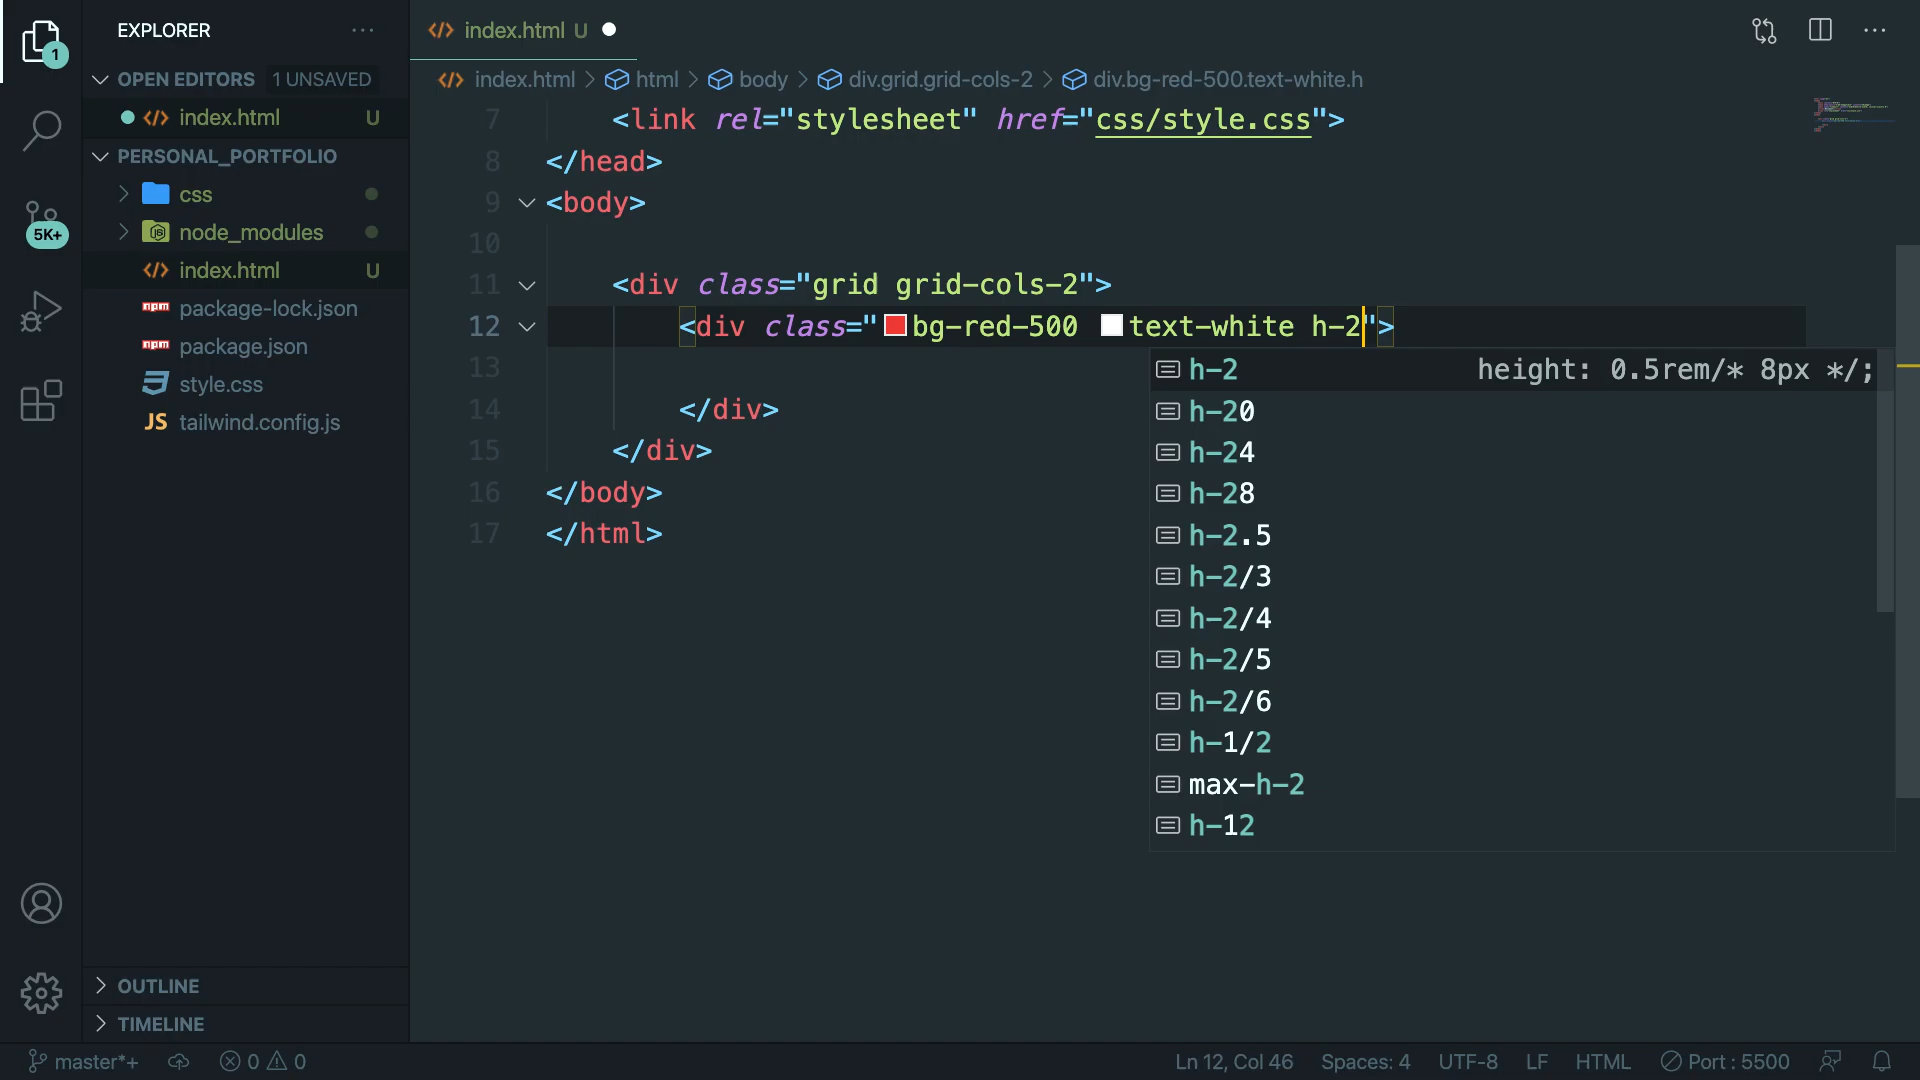 EXPLORER
index.html U
1
OPEN EDITORS 1 UNSAVED
index.html U
PERSONAL_PORTFOLIO
css
node_modules
index.html U
package-lock.json
package.json
style.css
JS tailwind.config.js
5K+
OUTLINE
TIMELINE
index.html > html > body > div.grid.grid-cols-2 > div.bg-red-500.text-white.h
7 <link rel="stylesheet" href="css/style.css">
8 </head>
9 <body>
10
11 <div class="grid grid-cols-2">
12 <div class="bg-red-500 text-white h-2">
13
14 </div>
15 </div>
16 </body>
17 </html>
h-2 height: 0.5rem/* 8px */;
h-20
h-24
h-28
h-2.5
h-2/3
h-2/4
h-2/5
h-2/6
h-1/2
max-h-2
h-12
master*+ 0 0 Ln 12, Col 46 Spaces: 4 UTF-8 LF HTML Port : 5500